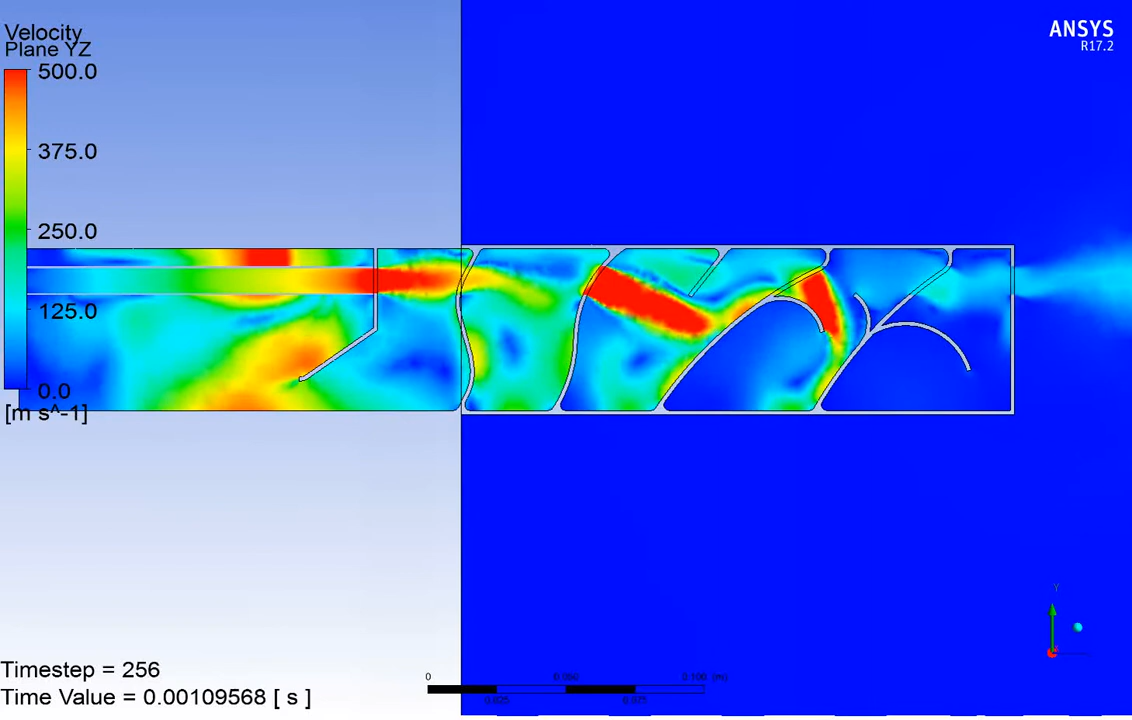 Velocity
Plane YZ
500.0
375.0
250.0
125.0
0.0
[m s^-1]
ANSYS
R17.2
Y
Timestep = 256
Time Value = 0.00109568 [ s ]
0 0.050 0.100 (m)
0.025 0.075